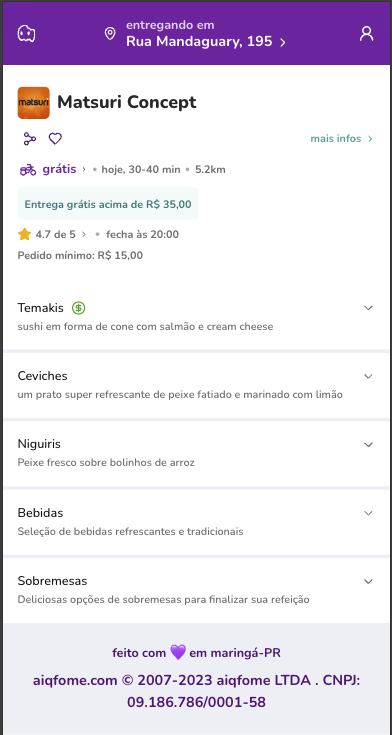 entregando em
Rua Mandaguary, 195
matsuri
Matsuri Concept
mais infos
grátis • hoje, 30-40 min • 5.2km
Entrega grátis acima de R$ 35,00
4.7 de 5 • fecha às 20:00
Pedido mínimo: R$ 15,00
Temakis
sushi em forma de cone com salmão e cream cheese
Ceviches
um prato super refrescante de peixe fatiado e marinado com limão
Niguiris
Peixe fresco sobre bolinhos de arroz
Bebidas
Seleção de bebidas refrescantes e tradicionais
Sobremesas
Deliciosas opções de sobremesas para finalizar sua refeição
feito com 💜 em maringá-PR
aiqfome.com © 2007-2023 aiqfome LTDA . CNPJ:
09.186.786/0001-58